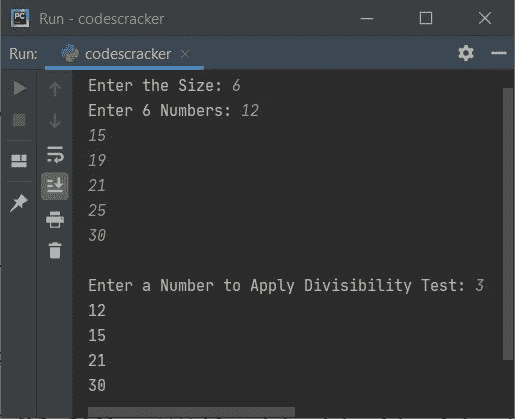 PC
Run - codescracker
Run:
codescracker
Enter the Size: 6
Enter 6 Numbers: 12
15
19
21
25
30
Enter a Number to Apply Divisibility Test: 3
12
15
21
30